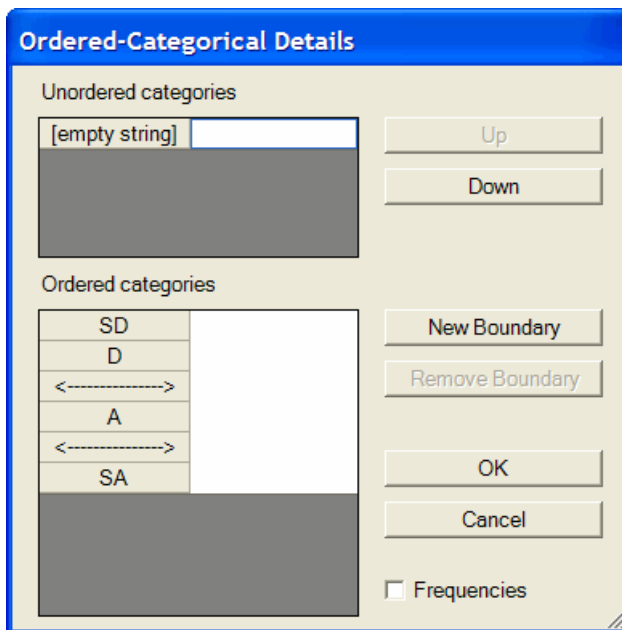 Ordered-Categorical Details
Unordered categories
[empty string]
Up
Down
Ordered categories
SD
D
<--------------->
A
<--------------->
SA
New Boundary
Remove Boundary
OK
Cancel
Frequencies